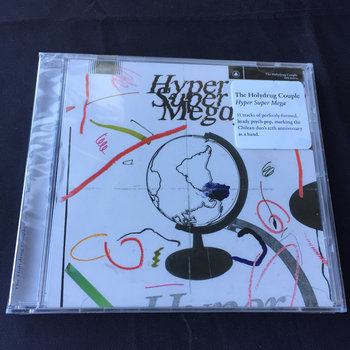 Hyper
Super
Mega
The Holydrug Couple
The Holydrug Couple
Hyper Super Mega
11 tracks of perfectly-formed,
heady psych-pop, marking the
Chilean duo's 10th anniversary
as a band.
Hyper